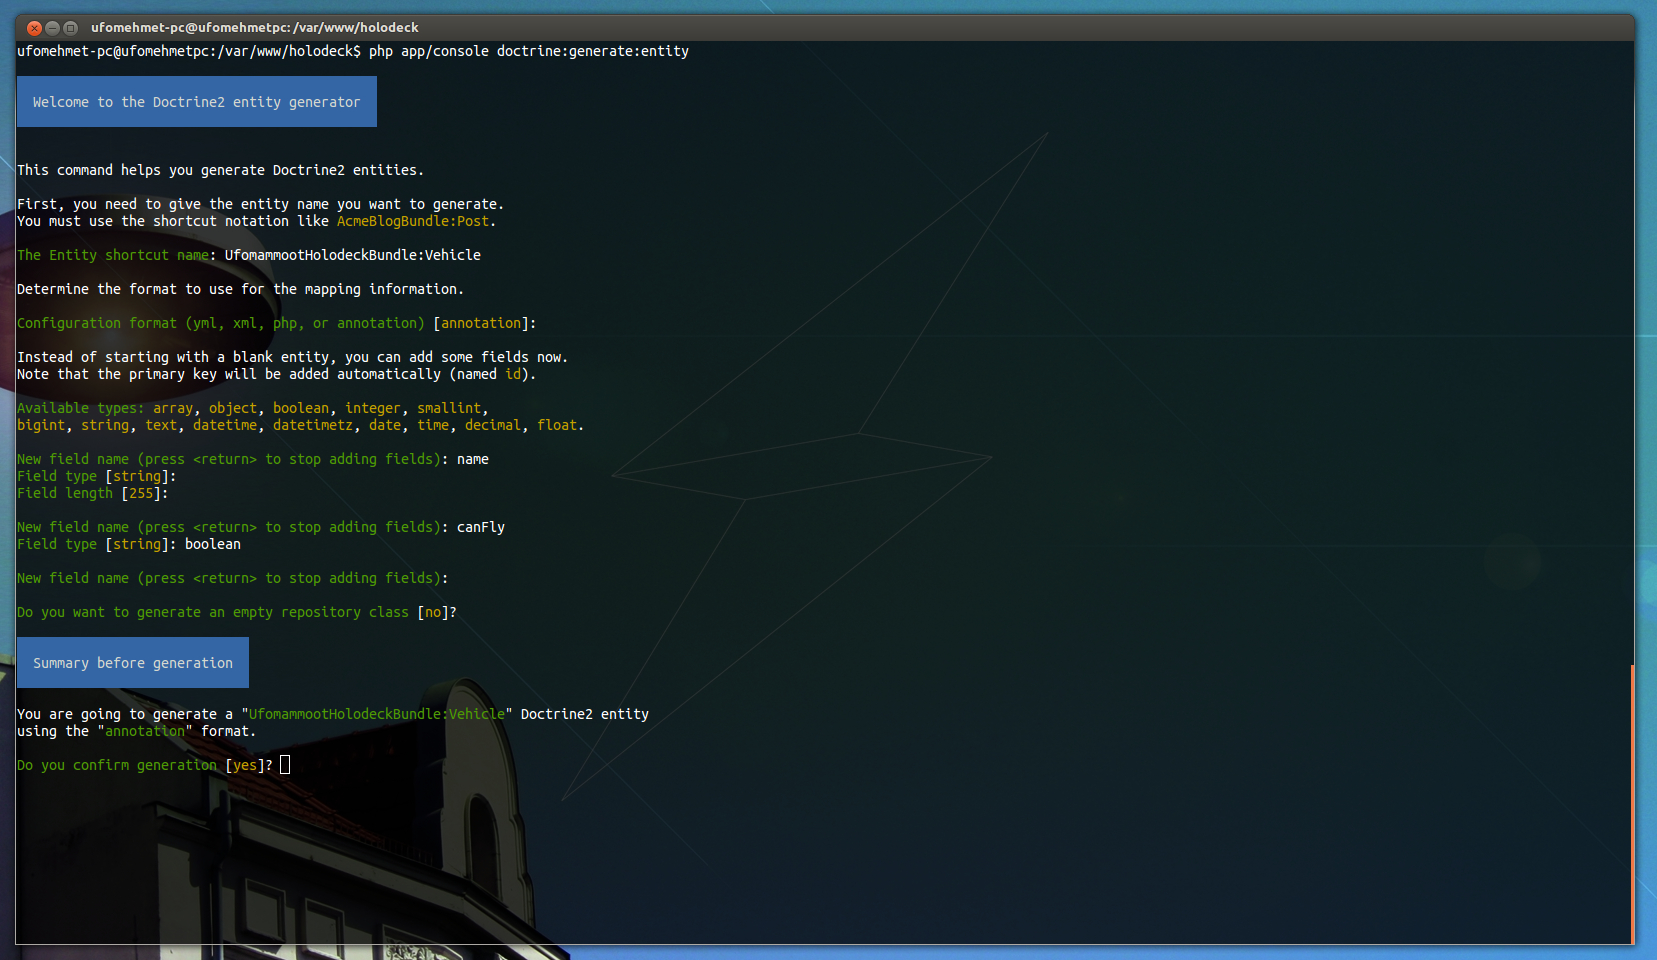 ufomehmet-pc@ufomehmetpc: /var/www/holodeck
ufomehmet-pc@ufomehmetpc:/var/www/holodeck$ php app/console doctrine:generate:entity
Welcome to the Doctrine2 entity generator
This command helps you generate Doctrine2 entities.
First, you need to give the entity name you want to generate.
You must use the shortcut notation like AcmeBlogBundle:Post.
The Entity shortcut name: UfomammootHolodeckBundle:Vehicle
Determine the format to use for the mapping information.
Configuration format (yml, xml, php, or annotation) [annotation]:
Instead of starting with a blank entity, you can add some fields now.
Note that the primary key will be added automatically (named id).
Available types: array, object, boolean, integer, smallint,
bigint, string, text, datetime, datetimetz, date, time, decimal, float.
New field name (press <return> to stop adding fields): name
Field type [string]:
Field length [255]:
New field name (press <return> to stop adding fields): canFly
Field type [string]: boolean
New field name (press <return> to stop adding fields):
Do you want to generate an empty repository class [no]?
Summary before generation
You are going to generate a "UfomammootHolodeckBundle:Vehicle" Doctrine2 entity
using the "annotation" format.
Do you confirm generation [yes]?